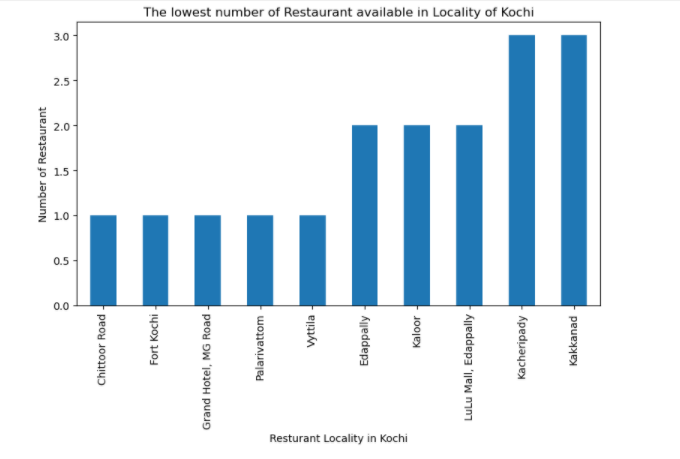 The lowest number of Restaurant available in Locality of Kochi
Number of Restaurant
3.0
2.5
2.0
1.5
1.0
0.5
0.0
Chittoor Road
Fort Kochi
Grand Hotel, MG Road
Palarivattom
Vyttila
Edappally
Kaloor
LuLu Mall, Edappally
Kacheripady
Kakkanad
Resturant Locality in Kochi